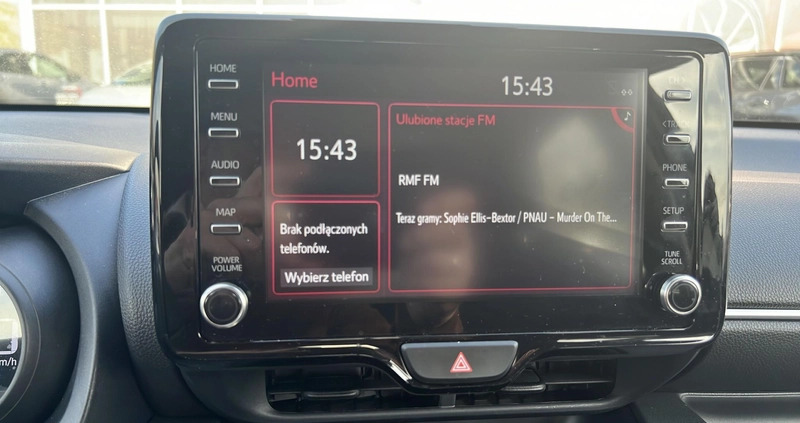 HOME
MENU
AUDIO
MAP
POWER
VOLUME
Home
15:43
15:43
Brak podłączonych
telefonów.
Wybierz telefon
Ulubione stacje FM
RMF FM
Teraz gramy: Sophie Ellis-Bextor / PNAU - Murder On The...
<TRACK
PHONE
SETUP
TUNE
SCROLL
m/h